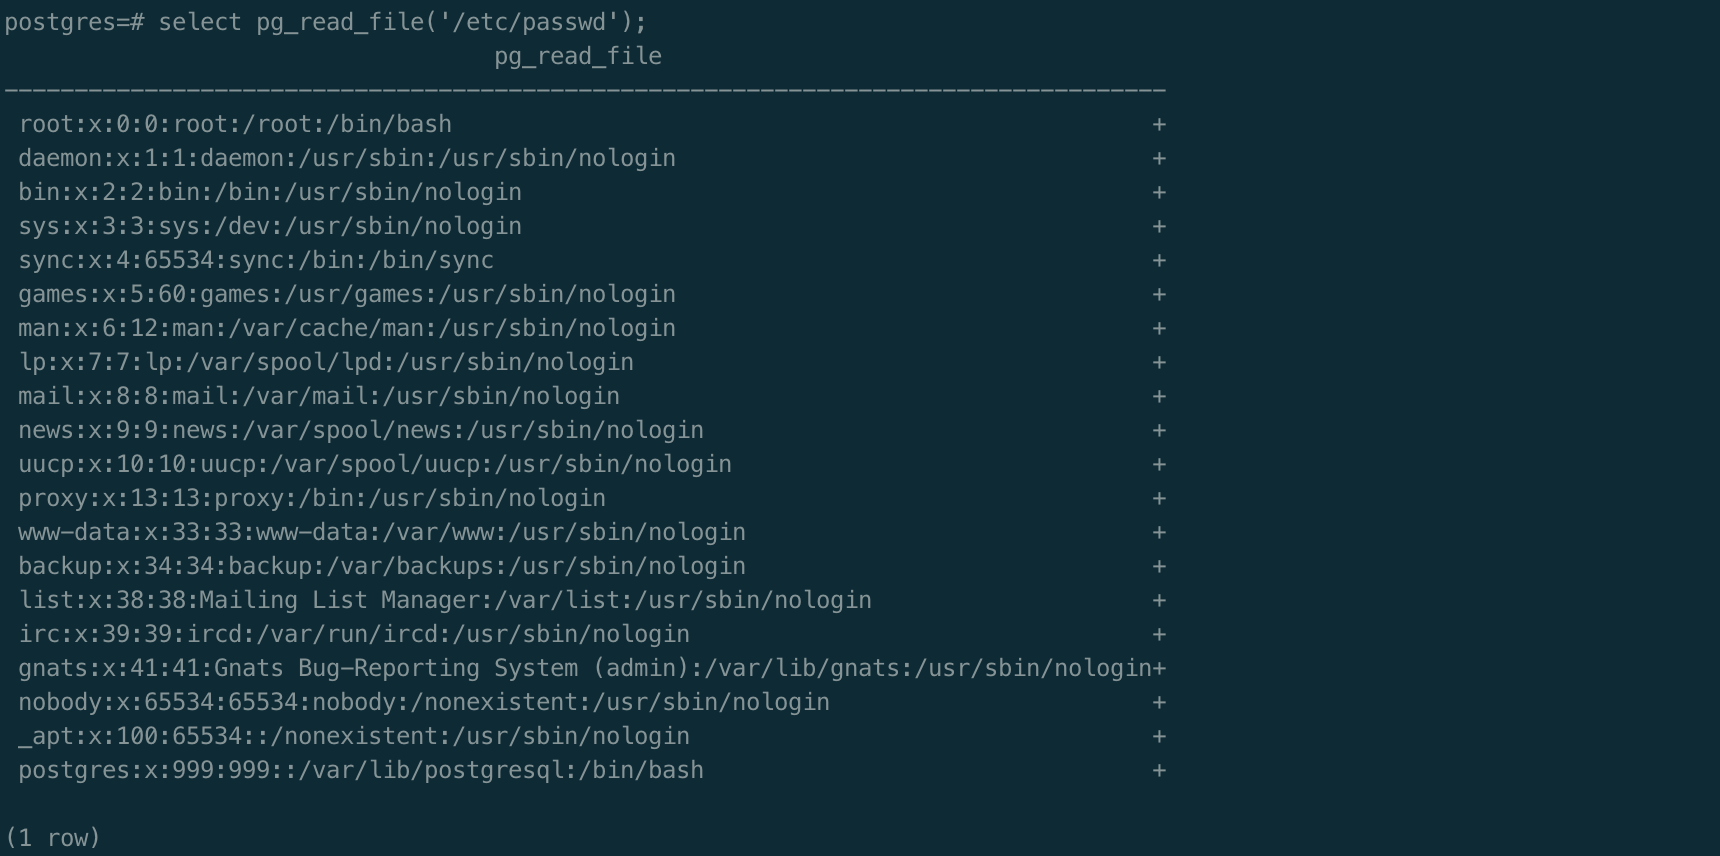 postgres=# select pg_read_file('/etc/passwd');
pg_read_file
-----------------------------------------------------------------------------------
root:x:0:0:root:/root:/bin/bash +
daemon:x:1:1:daemon:/usr/sbin:/usr/sbin/nologin +
bin:x:2:2:bin:/bin:/usr/sbin/nologin +
sys:x:3:3:sys:/dev:/usr/sbin/nologin +
sync:x:4:65534:sync:/bin:/bin/sync +
games:x:5:60:games:/usr/games:/usr/sbin/nologin +
man:x:6:12:man:/var/cache/man:/usr/sbin/nologin +
lp:x:7:7:lp:/var/spool/lpd:/usr/sbin/nologin +
mail:x:8:8:mail:/var/mail:/usr/sbin/nologin +
news:x:9:9:news:/var/spool/news:/usr/sbin/nologin +
uucp:x:10:10:uucp:/var/spool/uucp:/usr/sbin/nologin +
proxy:x:13:13:proxy:/bin:/usr/sbin/nologin +
www-data:x:33:33:www-data:/var/www:/usr/sbin/nologin +
backup:x:34:34:backup:/var/backups:/usr/sbin/nologin +
list:x:38:38:Mailing List Manager:/var/list:/usr/sbin/nologin +
irc:x:39:39:ircd:/var/run/ircd:/usr/sbin/nologin +
gnats:x:41:41:Gnats Bug-Reporting System (admin):/var/lib/gnats:/usr/sbin/nologin+
nobody:x:65534:65534:nobody:/nonexistent:/usr/sbin/nologin +
_apt:x:100:65534::/nonexistent:/usr/sbin/nologin +
postgres:x:999:999::/var/lib/postgresql:/bin/bash +
(1 row)